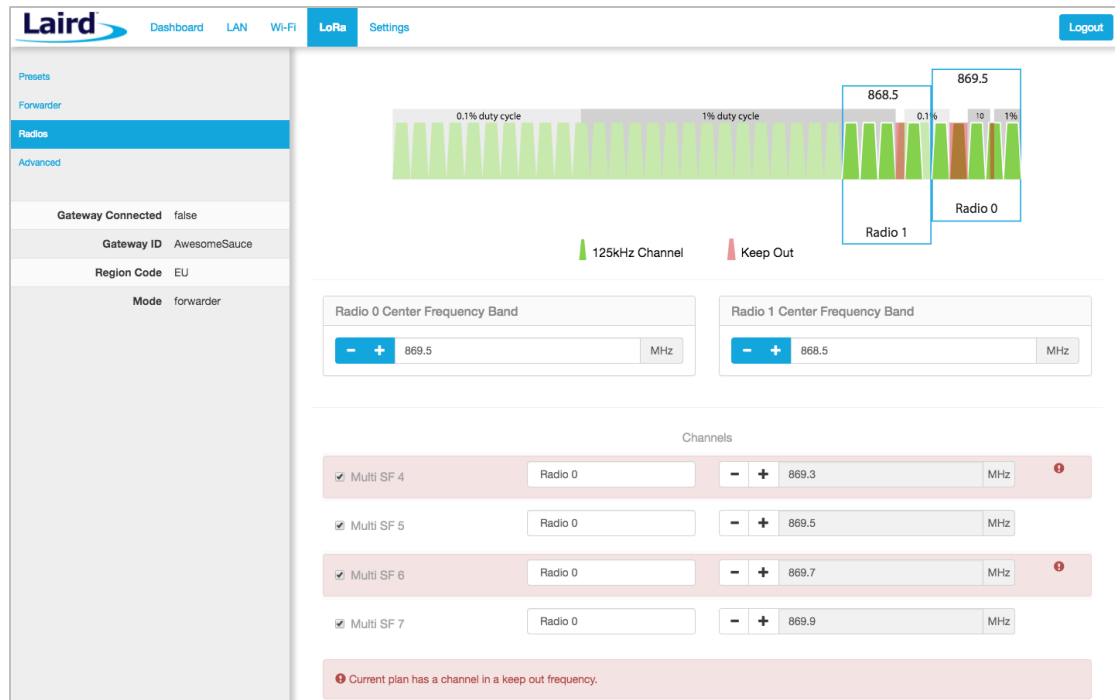 Laird
Dashboard LAN Wi-Fi LoRa Settings Logout
Presets
Forwarder
Radios
Advanced
Gateway Connected false
Gateway ID AwesomeSauce
Region Code EU
Mode forwarder
869.5
868.5
0.1% duty cycle 1% duty cycle 0.1% 10 1%
Radio 0
Radio 1
125kHz Channel Keep Out
Radio 0 Center Frequency Band Radio 1 Center Frequency Band
− + 869.5 MHz − + 868.5 MHz
Channels
Multi SF 4 Radio 0 − + 869.3 MHz
Multi SF 5 Radio 0 − + 869.5 MHz
Multi SF 6 Radio 0 − + 869.7 MHz
Multi SF 7 Radio 0 − + 869.9 MHz
Current plan has a channel in a keep out frequency.